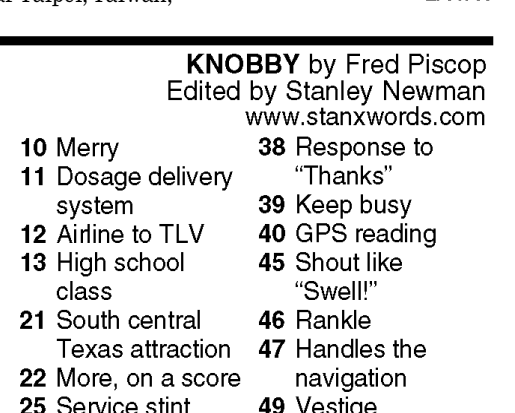 Taipei, Taiwan,
KNOBBY by Fred Piscop
Edited by Stanley Newman
www.stanxwords.com
10 Merry
11 Dosage delivery
system
12 Airline to TLV
13 High school
class
21 South central
Texas attraction
22 More, on a score
25 Service stint
38 Response to
“Thanks”
39 Keep busy
40 GPS reading
45 Shout like
“Swell!”
46 Rankle
47 Handles the
navigation
49 Vestige